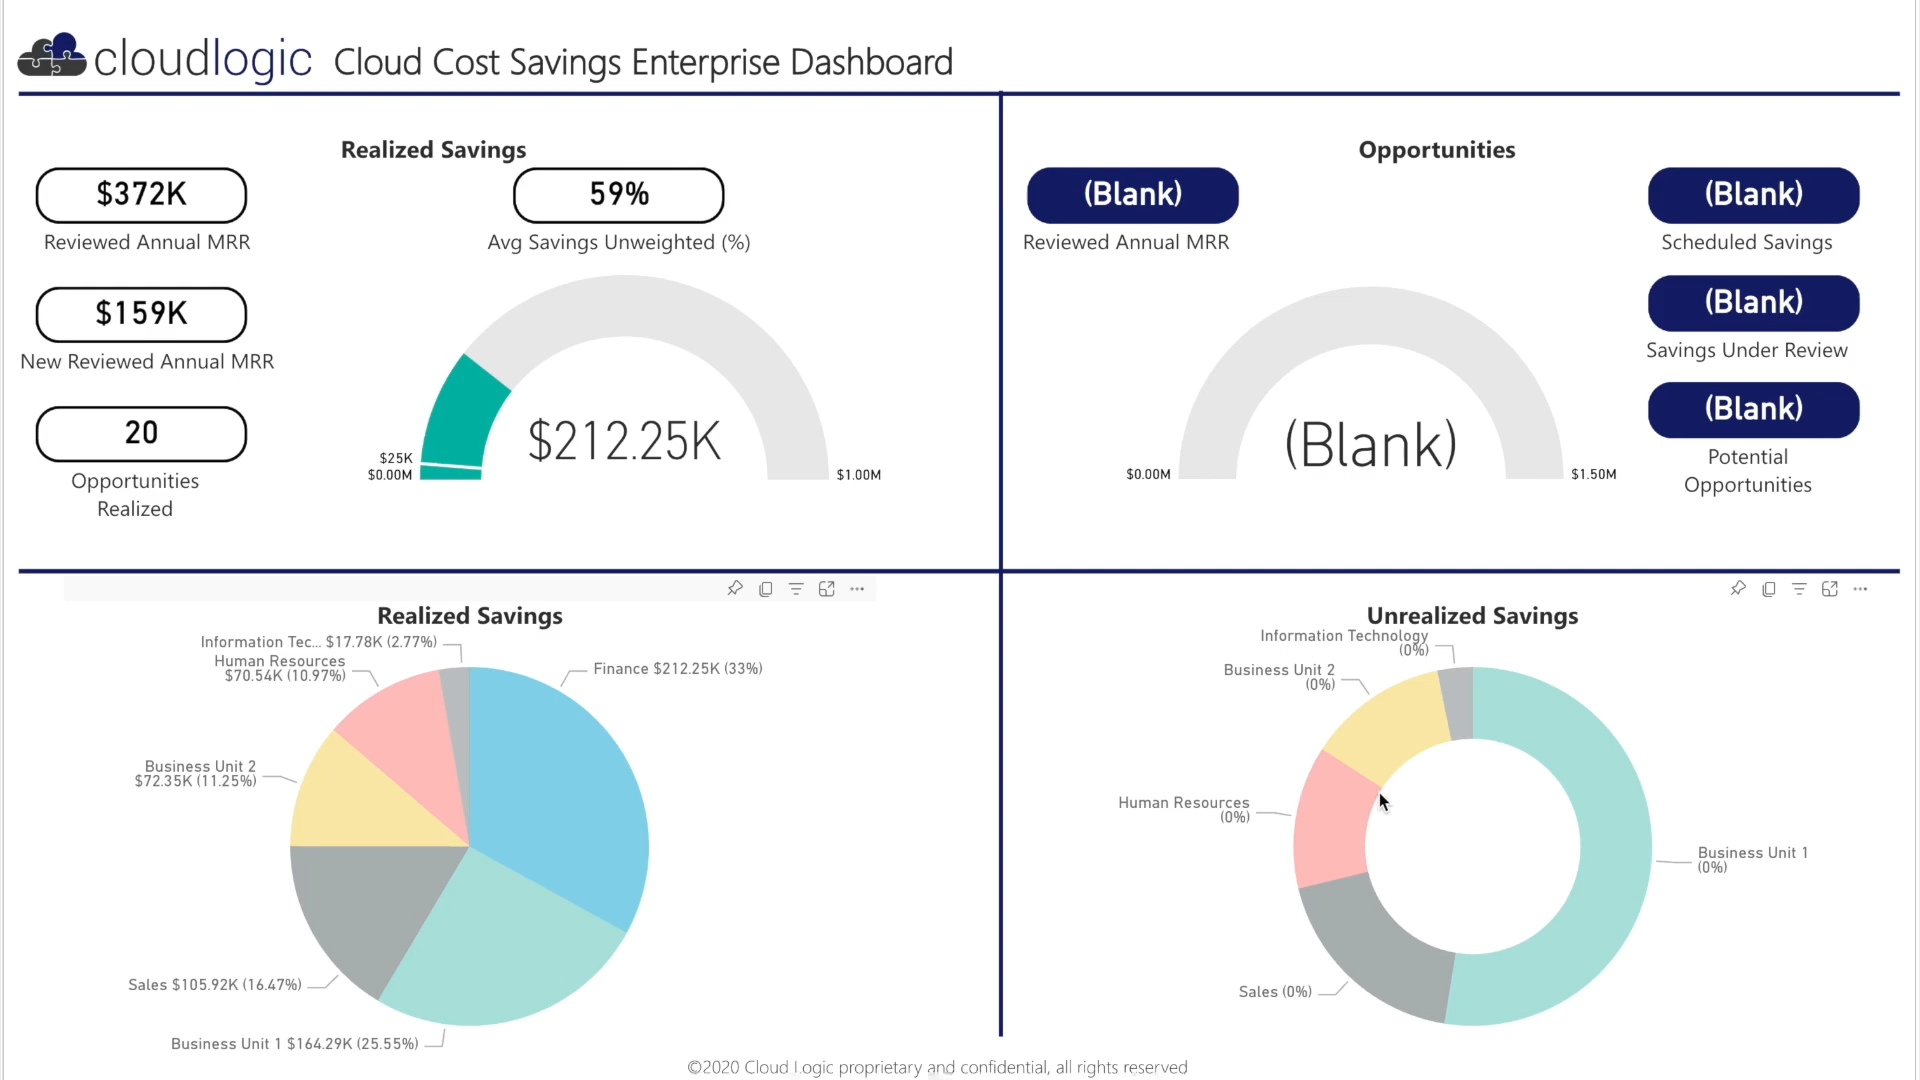 cloudlogic Cloud Cost Savings Enterprise Dashboard
Realized Savings
$372K
Reviewed Annual MRR
59%
Avg Savings Unweighted (%)
$159K
New Reviewed Annual MRR
20
Opportunities
Realized
$25K
$0.00M
$212.25K
$1.00M
Opportunities
(Blank)
Reviewed Annual MRR
(Blank)
Scheduled Savings
(Blank)
Savings Under Review
(Blank)
Potential
Opportunities
$0.00M
(Blank)
$1.50M
Realized Savings
Information Tec... $17.78K (2.77%)
Human Resources
$70.54K (10.97%)
Finance $212.25K (33%)
Business Unit 2
$72.35K (11.25%)
Sales $105.92K (16.47%)
Business Unit 1 $164.29K (25.55%)
Unrealized Savings
Information Technology
(0%)
Business Unit 2
(0%)
Human Resources
(0%)
Business Unit 1
(0%)
Sales (0%)
©2020 Cloud Logic proprietary and confidential, all rights reserved